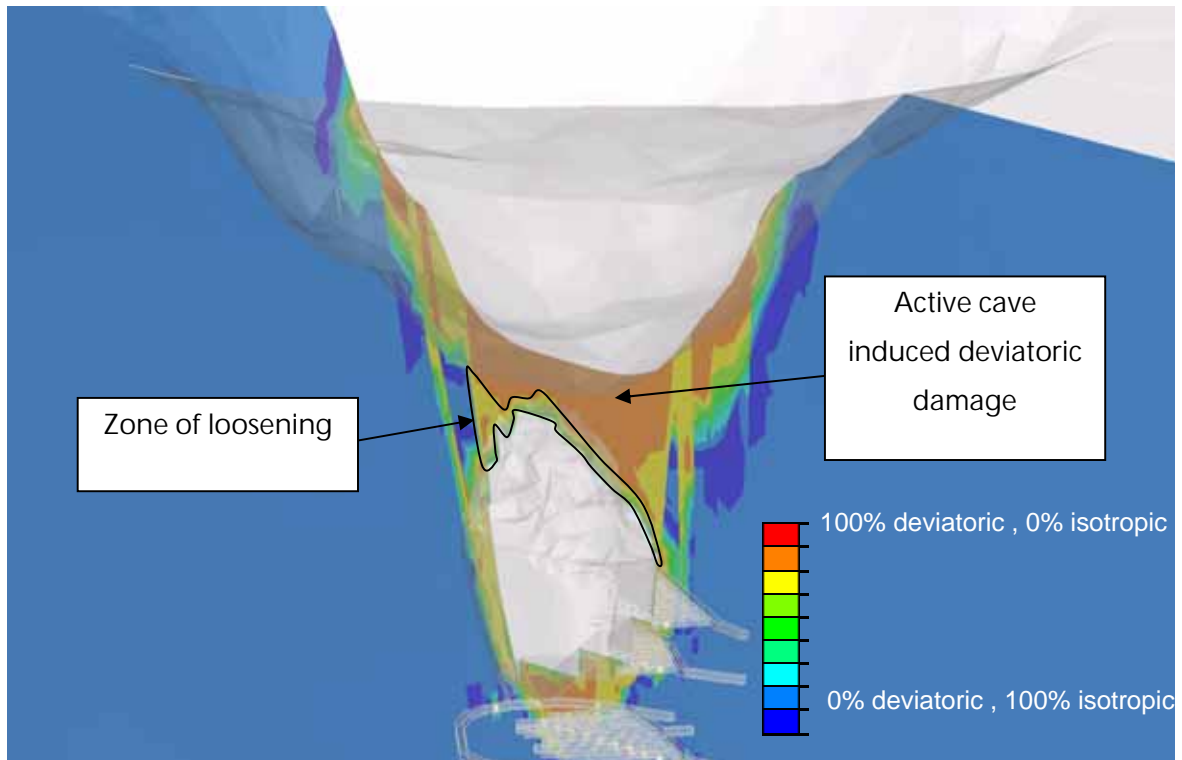 Active cave
induced deviatoric
damage
Zone of loosening
100% deviatoric , 0% isotropic
0% deviatoric , 100% isotropic